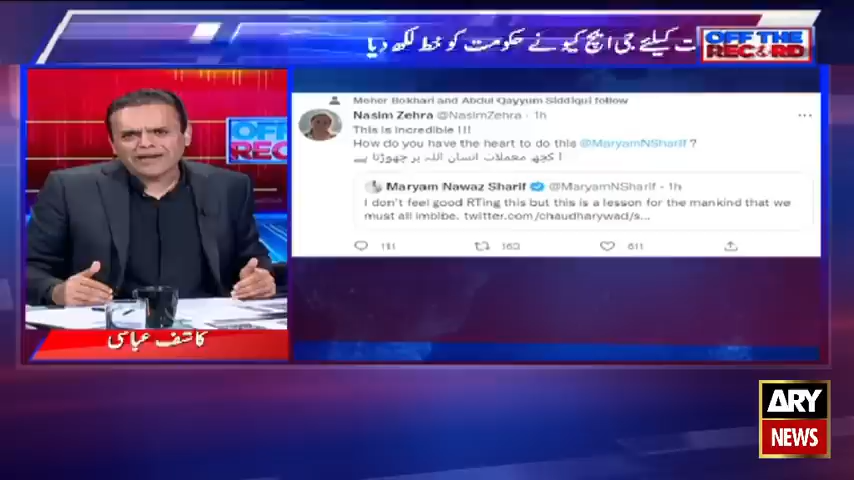 ت کیلئے جی ایچ کیو نے حکومت کو خط لکھ دیا
OFF THE
RECORD
OFF
REC
Meher Bokhari and Abdul Qayyum Siddiqui follow
Nasim Zehra @NasimZehra · 1h
This is incredible !!!
How do you have the heart to do this @MaryamNSharif ?
کچھ معملات انسان اللہ پر چھوڑتا ہے
Maryam Nawaz Sharif @MaryamNSharif · 1h
I don't feel good RTing this but this is a lesson for the mankind that we
must all imbibe. twitter.com/chaudharywad/s...
163
611
کاشف عباسی
ARY
NEWS